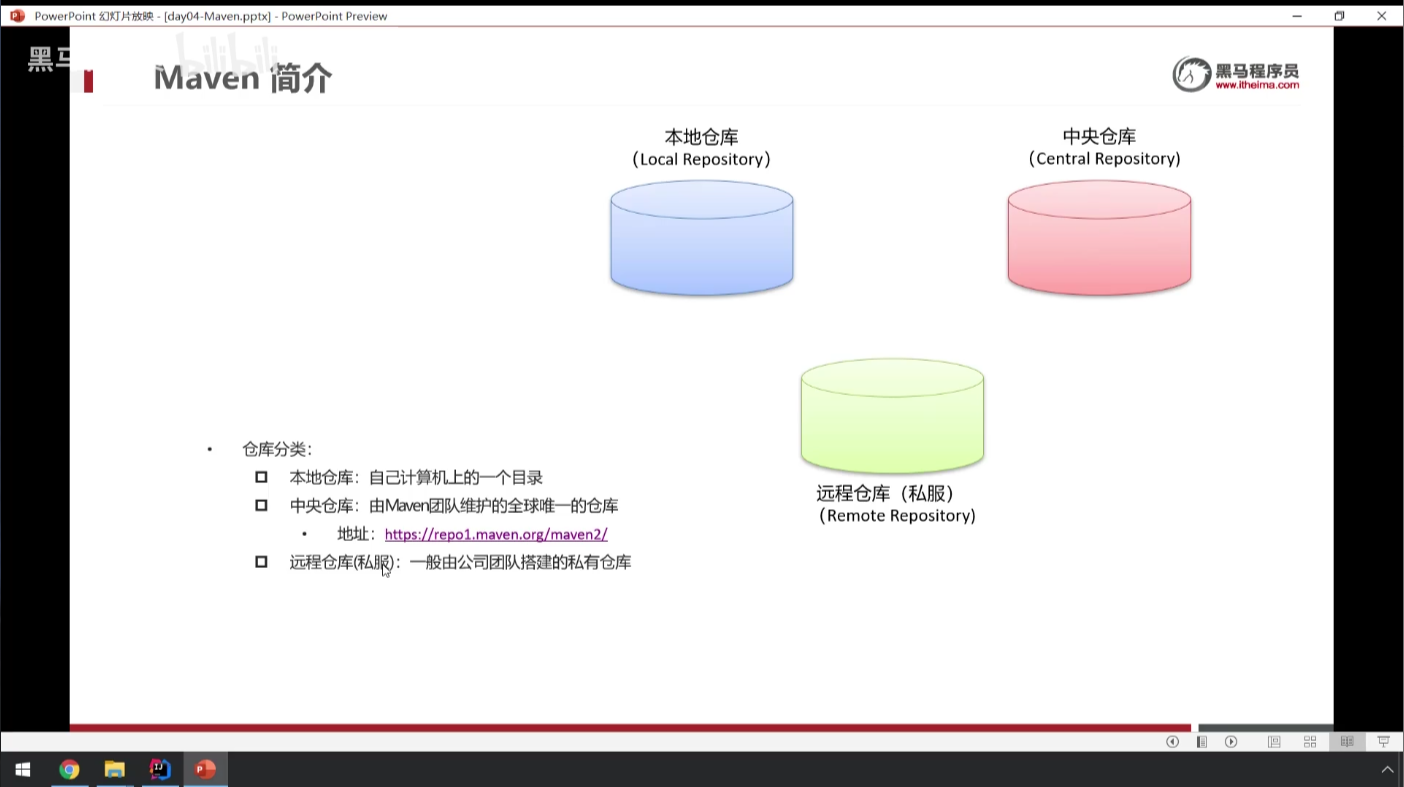 PowerPoint 幻灯片放映 - [day04-Maven.pptx] - PowerPoint Preview
黑马
bilibili
Maven 简介
黑马程序员
www.itheima.com
本地仓库
（Local Repository）
中央仓库
（Central Repository）
远程仓库（私服）
（Remote Repository）
• 仓库分类：
本地仓库：自己计算机上的一个目录
中央仓库：由Maven团队维护的全球唯一的仓库
• 地址：https://repo1.maven.org/maven2/
远程仓库(私服)：一般由公司团队搭建的私有仓库